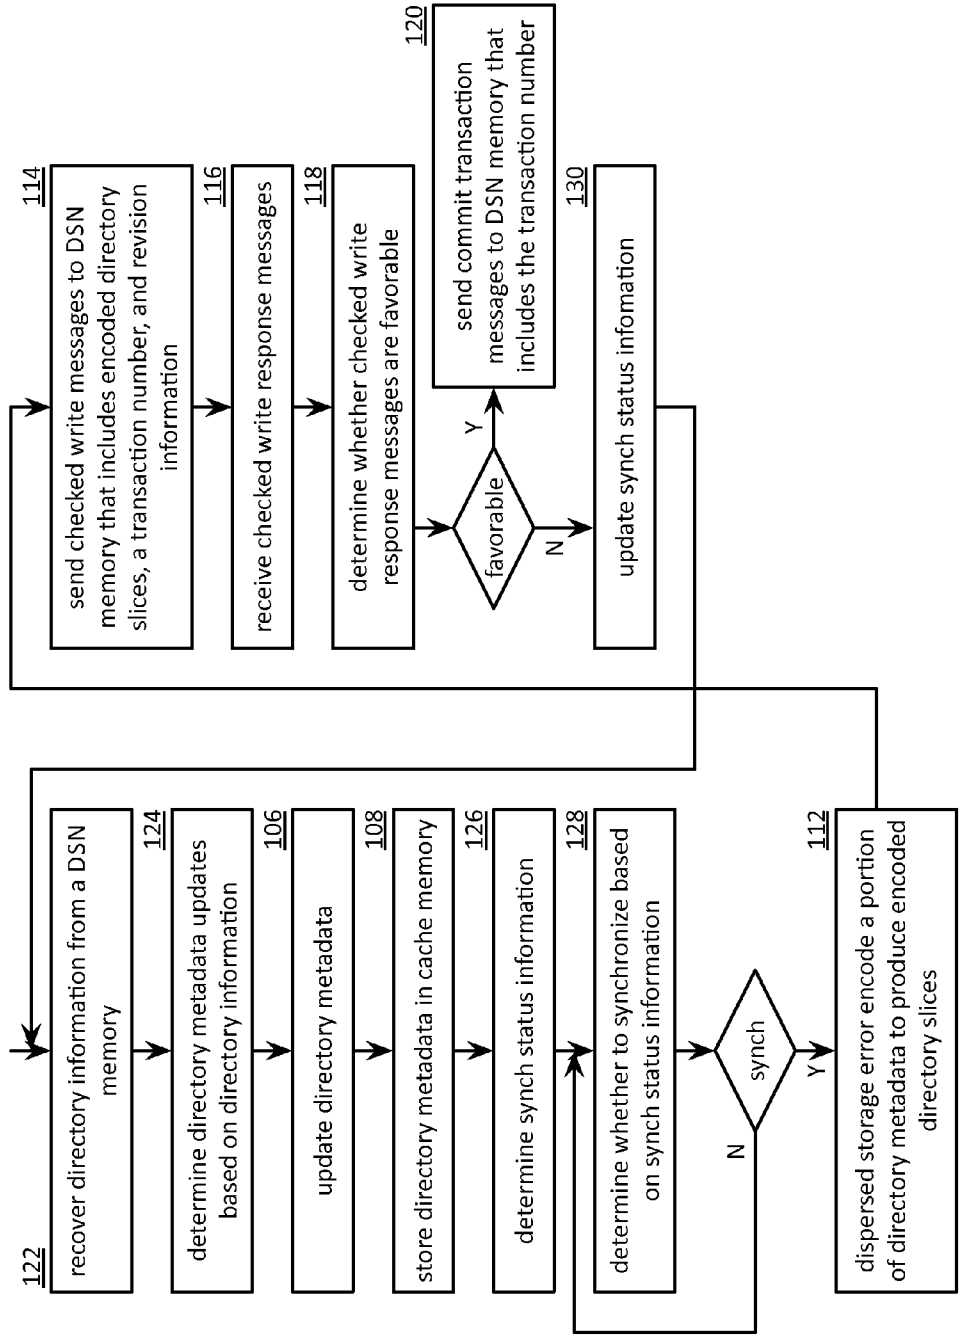 122
recover directory information from a DSN
memory
124
determine directory metadata updates
based on directory information
106
update directory metadata
108
store directory metadata in cache memory
126
determine synch status information
128
determine whether to synchronize based
on synch status information
synch
N
Y
112
dispersed storage error encode a portion
of directory metadata to produce encoded
directory slices
114
send checked write messages to DSN
memory that includes encoded directory
slices, a transaction number, and revision
information
116
receive checked write response messages
118
determine whether checked write
response messages are favorable
favorable
Y
N
120
send commit transaction
messages to DSN memory that
includes the transaction number
130
update synch status information